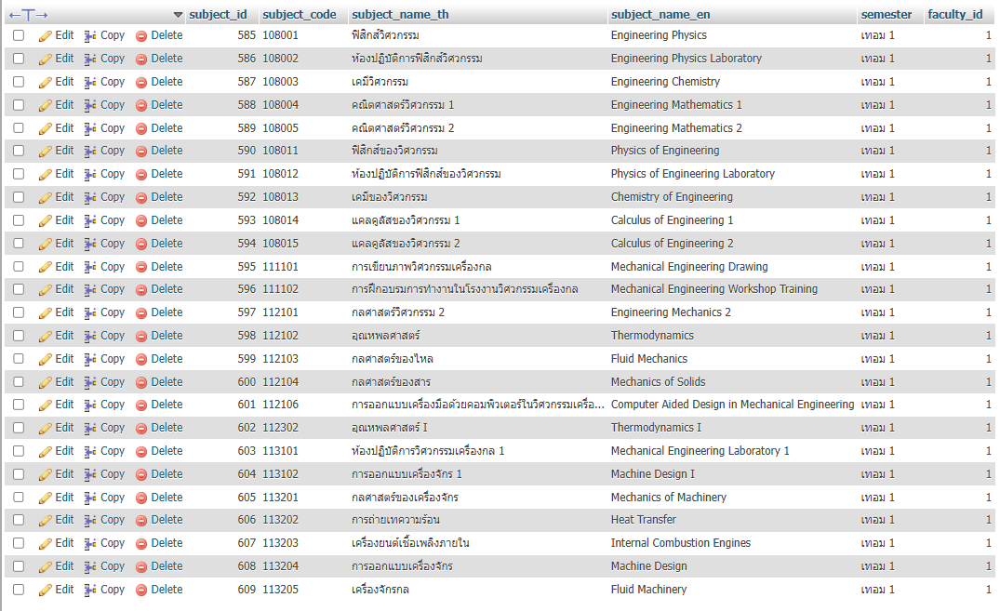 ←T→ subject_id subject_code subject_name_th subject_name_en semester faculty_id
Edit Copy Delete 585 108001 ฟิสิกส์วิศวกรรม Engineering Physics เทอม 1 1
Edit Copy Delete 586 108002 ห้องปฏิบัติการฟิสิกส์วิศวกรรม Engineering Physics Laboratory เทอม 1 1
Edit Copy Delete 587 108003 เคมีวิศวกรรม Engineering Chemistry เทอม 1 1
Edit Copy Delete 588 108004 คณิตศาสตร์วิศวกรรม 1 Engineering Mathematics 1 เทอม 1 1
Edit Copy Delete 589 108005 คณิตศาสตร์วิศวกรรม 2 Engineering Mathematics 2 เทอม 1 1
Edit Copy Delete 590 108011 ฟิสิกส์ของวิศวกรรม Physics of Engineering เทอม 1 1
Edit Copy Delete 591 108012 ห้องปฏิบัติการฟิสิกส์ของวิศวกรรม Physics of Engineering Laboratory เทอม 1 1
Edit Copy Delete 592 108013 เคมีของวิศวกรรม Chemistry of Engineering เทอม 1 1
Edit Copy Delete 593 108014 แคลคูลัสของวิศวกรรม 1 Calculus of Engineering 1 เทอม 1 1
Edit Copy Delete 594 108015 แคลคูลัสของวิศวกรรม 2 Calculus of Engineering 2 เทอม 1 1
Edit Copy Delete 595 111101 การเขียนภาพวิศวกรรมเครื่องกล Mechanical Engineering Drawing เทอม 1 1
Edit Copy Delete 596 111102 การฝึกอบรมการทำงานในโรงงานวิศวกรรมเครื่องกล Mechanical Engineering Workshop Training เทอม 1 1
Edit Copy Delete 597 112101 กลศาสตร์วิศวกรรม 2 Engineering Mechanics 2 เทอม 1 1
Edit Copy Delete 598 112102 อุณหพลศาสตร์ Thermodynamics เทอม 1 1
Edit Copy Delete 599 112103 กลศาสตร์ของไหล Fluid Mechanics เทอม 1 1
Edit Copy Delete 600 112104 กลศาสตร์ของสาร Mechanics of Solids เทอม 1 1
Edit Copy Delete 601 112106 การออกแบบเครื่องมือด้วยคอมพิวเตอร์ในวิศวกรรมเครื่อ... Computer Aided Design in Mechanical Engineering เทอม 1 1
Edit Copy Delete 602 112302 อุณหพลศาสตร์ I Thermodynamics I เทอม 1 1
Edit Copy Delete 603 113101 ห้องปฏิบัติการวิศวกรรมเครื่องกล 1 Mechanical Engineering Laboratory 1 เทอม 1 1
Edit Copy Delete 604 113102 การออกแบบเครื่องจักร 1 Machine Design I เทอม 1 1
Edit Copy Delete 605 113201 กลศาสตร์ของเครื่องจักร Mechanics of Machinery เทอม 1 1
Edit Copy Delete 606 113202 การถ่ายเทความร้อน Heat Transfer เทอม 1 1
Edit Copy Delete 607 113203 เครื่องยนต์เชื้อเพลิงภายใน Internal Combustion Engines เทอม 1 1
Edit Copy Delete 608 113204 การออกแบบเครื่องจักร Machine Design เทอม 1 1
Edit Copy Delete 609 113205 เครื่องจักรกล Fluid Machinery เทอม 1 1